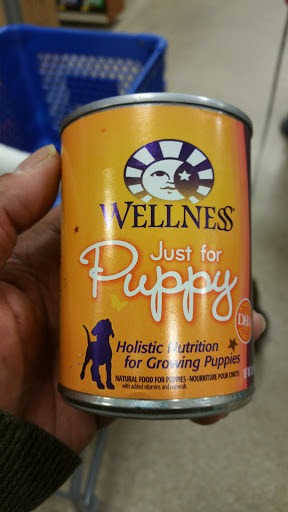 WELLNESS
Just for
Puppy
DHA
Holistic Nutrition
for Growing Puppies
NATURAL FOOD FOR PUPPIES • NOURRITURE POUR CHIOTS
with added vitamins and minerals